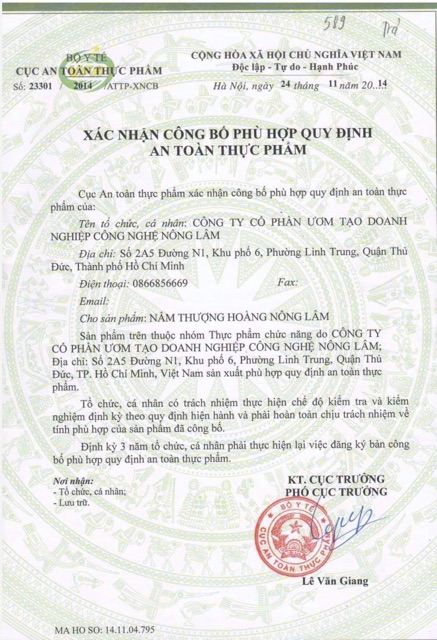 589
Trả
BỘ Y TẾ
CỤC AN TOÀN THỰC PHẨM
Số: 23301 2014 /ATTP-XNCB
CỘNG HÒA XÃ HỘI CHỦ NGHĨA VIỆT NAM
Độc lập - Tự do - Hạnh Phúc
Hà Nội, ngày 24 tháng 11 năm 20..14
XÁC NHẬN CÔNG BỐ PHÙ HỢP QUY ĐỊNH
AN TOÀN THỰC PHẨM
Cục An toàn thực phẩm xác nhận công bố phù hợp quy định an toàn thực
phẩm của:
Tên tổ chức, cá nhân: CÔNG TY CỔ PHẦN ƯƠM TẠO DOANH
NGHIỆP CÔNG NGHỆ NÔNG LÂM
Địa chỉ: Số 2A5 Đường N1, Khu phố 6, Phường Linh Trung, Quận Thủ
Đức, Thành phố Hồ Chí Minh
Điện thoại: 0866856669 Fax:
Email:
Cho sản phẩm: NẤM THƯỢNG HOÀNG NÔNG LÂM
Sản phẩm trên thuộc nhóm Thực phẩm chức năng do CÔNG TY
CỔ PHẦN ƯƠM TẠO DOANH NGHIỆP CÔNG NGHỆ NÔNG LÂM;
Địa chỉ: Số 2A5 Đường N1, Khu phố 6, Phường Linh Trung, Quận Thủ
Đức, TP. Hồ Chí Minh, Việt Nam sản xuất phù hợp quy định an toàn thực
phẩm.
Tổ chức, cá nhân có trách nhiệm thực hiện chế độ kiểm tra và kiểm
nghiệm định kỳ theo quy định hiện hành và phải hoàn toàn chịu trách nhiệm về
tính phù hợp của sản phẩm đã công bố.
Định kỳ 3 năm tổ chức, cá nhân phải thực hiện lại việc đăng ký bản công
bố phù hợp quy định an toàn thực phẩm.
Nơi nhận:
- Tổ chức, cá nhân;
- Lưu trữ.
KT. CỤC TRƯỞNG
PHÓ CỤC TRƯỞNG
BỘ Y TẾ
CỤC AN TOÀN THỰC PHẨM
Lê Văn Giang
MA HO SO: 14.11.04.795